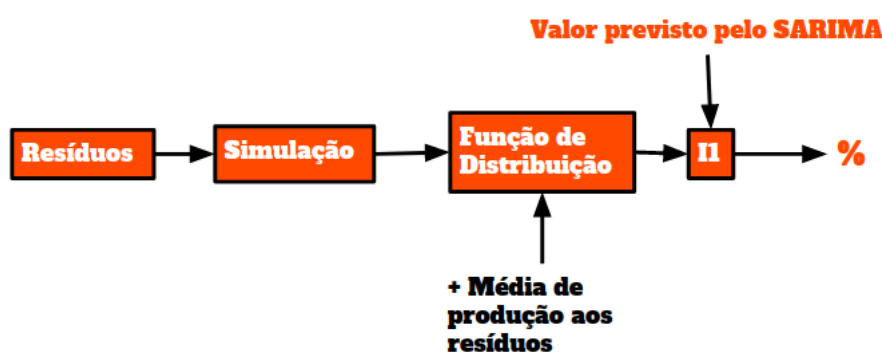 Valor previsto pelo SARIMA
Resíduos
Simulação
Função de
Distribuição
I1
%
+ Média de
produção aos
resíduos